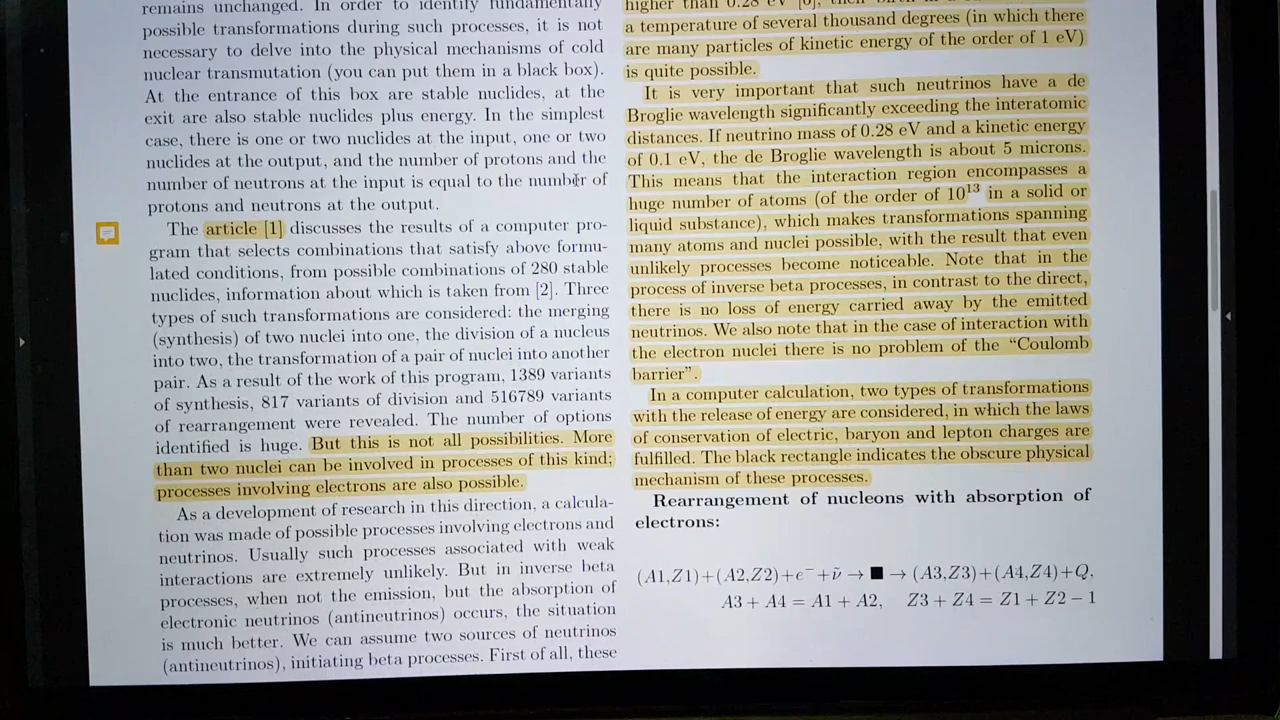 remains unchanged. In order to identify fundamentally
possible transformations during such processes, it is not
necessary to delve into the physical mechanisms of cold
nuclear transmutation (you can put them in a black box).
At the entrance of this box are stable nuclides, at the
exit are also stable nuclides plus energy. In the simplest
case, there is one or two nuclides at the input, one or two
nuclides at the output, and the number of protons and the
number of neutrons at the input is equal to the number of
protons and neutrons at the output.
The article [1] discusses the results of a computer pro-
gram that selects combinations that satisfy above formu-
lated conditions, from possible combinations of 280 stable
nuclides, information about which is taken from [2]. Three
types of such transformations are considered: the merging
(synthesis) of two nuclei into one, the division of a nucleus
into two, the transformation of a pair of nuclei into another
pair. As a result of the work of this program, 1389 variants
of synthesis, 817 variants of division and 516789 variants
of rearrangement were revealed. The number of options
identified is huge. But this is not all possibilities. More
than two nuclei can be involved in processes of this kind;
processes involving electrons are also possible.
As a development of research in this direction, a calcula-
tion was made of possible processes involving electrons and
neutrinos. Usually such processes associated with weak
interactions are extremely unlikely. But in inverse beta
processes, when not the emission, but the absorption of
electronic neutrinos (antineutrinos) occurs, the situation
is much better. We can assume two sources of neutrinos
(antineutrinos), initiating beta processes. First of all, these
higher than 0.28 eV [6], then
a temperature of several thousand degrees (in which there
are many particles of kinetic energy of the order of 1 eV)
is quite possible.
It is very important that such neutrinos have a de
Broglie wavelength significantly exceeding the interatomic
distances. If neutrino mass of 0.28 eV and a kinetic energy
of 0.1 eV, the de Broglie wavelength is about 5 microns.
This means that the interaction region encompasses a
huge number of atoms (of the order of 10¹³ in a solid or
liquid substance), which makes transformations spanning
many atoms and nuclei possible, with the result that even
unlikely processes become noticeable. Note that in the
process of inverse beta processes, in contrast to the direct,
there is no loss of energy carried away by the emitted
neutrinos. We also note that in the case of interaction with
the electron nuclei there is no problem of the “Coulomb
barrier”.
In a computer calculation, two types of transformations
with the release of energy are considered, in which the laws
of conservation of electric, baryon and lepton charges are
fulfilled. The black rectangle indicates the obscure physical
mechanism of these processes.
Rearrangement of nucleons with absorption of
electrons:
(A1,Z1)+(A2,Z2)+e⁻+ν̃→■→(A3,Z3)+(A4,Z4)+Q,
A3 + A4 = A1 + A2, Z3 + Z4 = Z1 + Z2 − 1